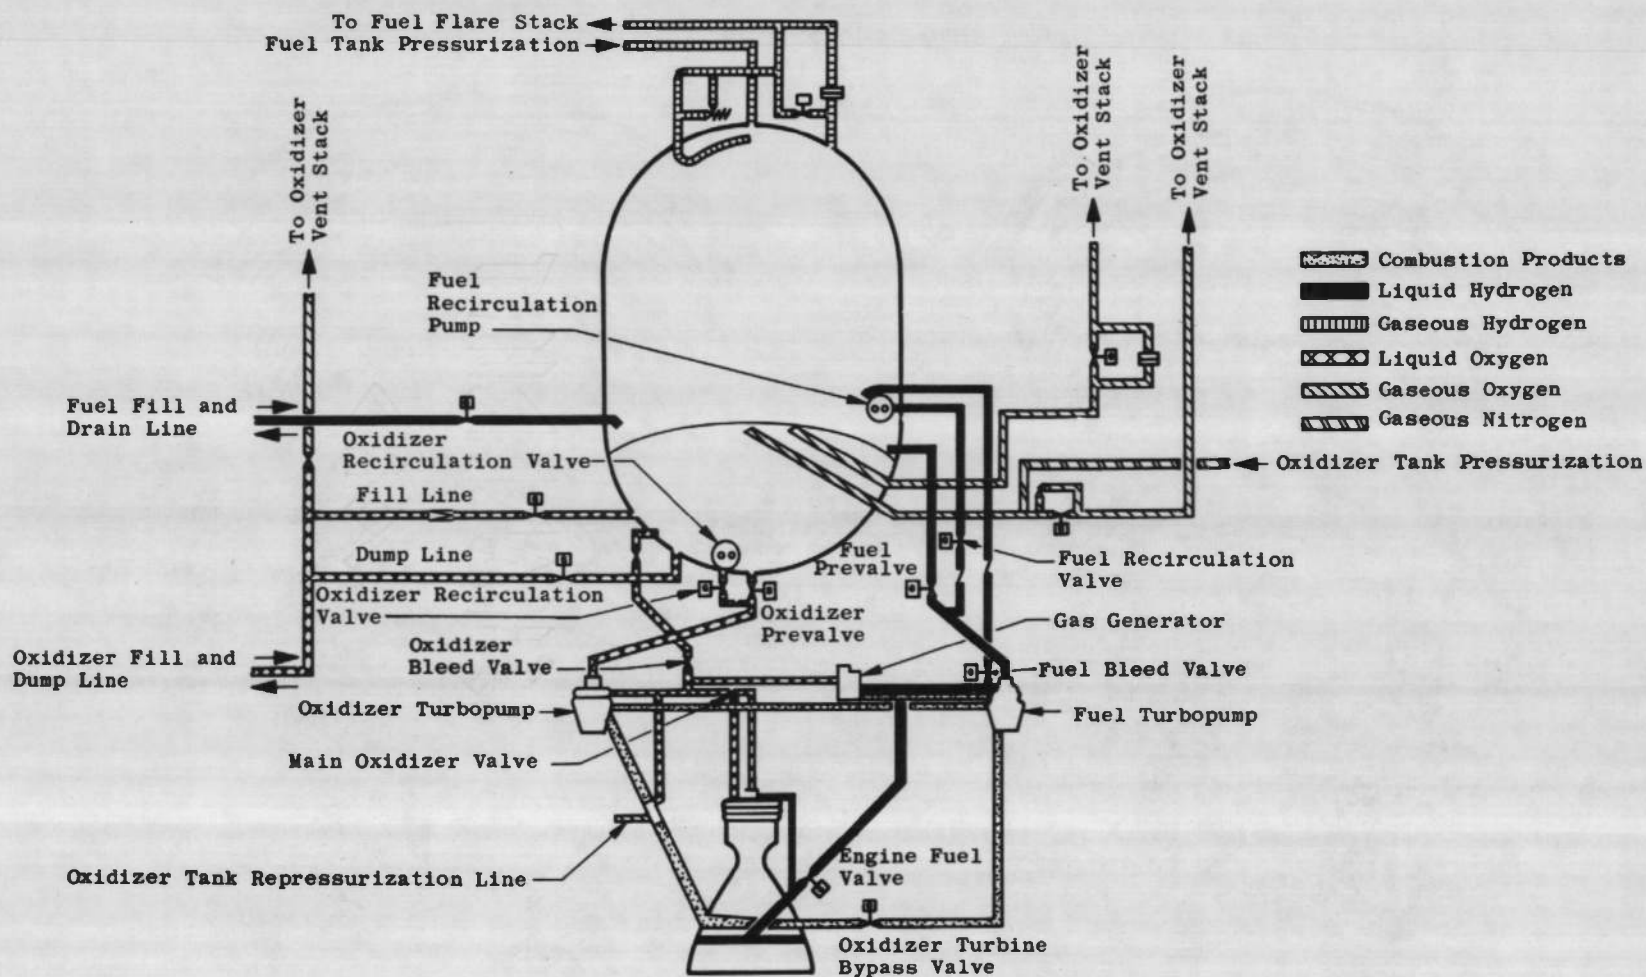 To Fuel Flare Stack
Fuel Tank Pressurization
To Oxidizer
Vent Stack
To Oxidizer
Vent Stack
To Oxidizer
Vent Stack
Combustion Products
Liquid Hydrogen
Gaseous Hydrogen
Liquid Oxygen
Gaseous Oxygen
Gaseous Nitrogen
Fuel
Recirculation
Pump
Fuel Fill and
Drain Line
Oxidizer
Recirculation Valve
Oxidizer Tank Pressurization
Fill Line
Dump Line
Fuel
Prevalve
Fuel Recirculation
Valve
Oxidizer Recirculation
Valve
Oxidizer
Prevalve
Gas Generator
Oxidizer
Bleed Valve
Oxidizer Fill and
Dump Line
Fuel Bleed Valve
Oxidizer Turbopump
Fuel Turbopump
Main Oxidizer Valve
Engine Fuel
Valve
Oxidizer Tank Repressurization Line
Oxidizer Turbine
Bypass Valve